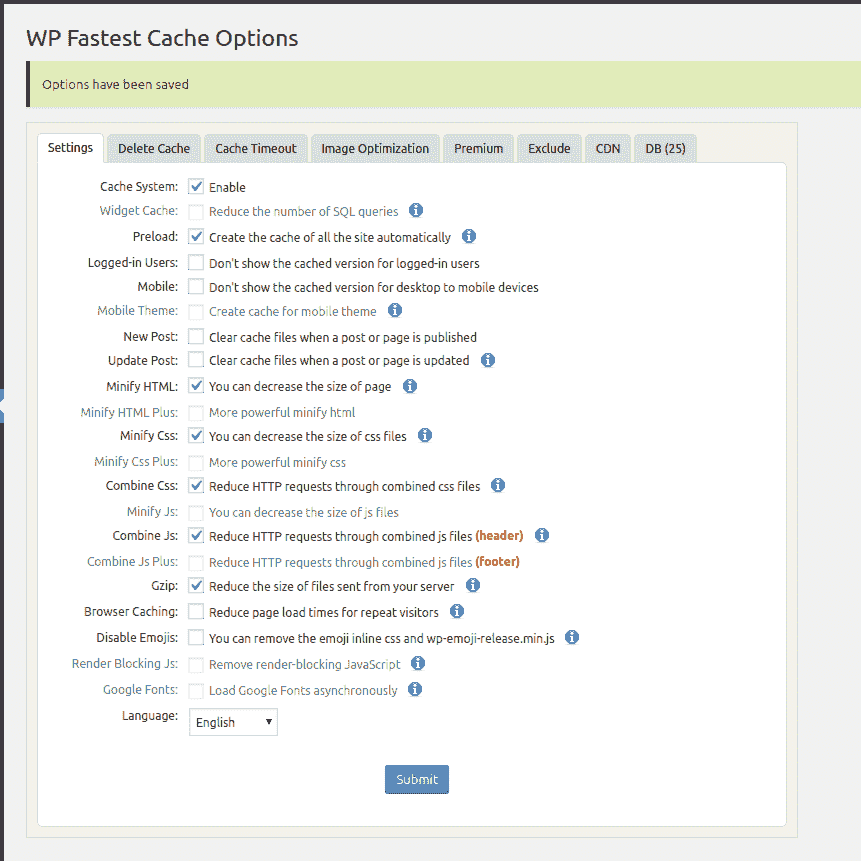 WP Fastest Cache Options
Options have been saved
Settings Delete Cache Cache Timeout Image Optimization Premium Exclude CDN DB (25)
Cache System: Enable
Widget Cache: Reduce the number of SQL queries
Preload: Create the cache of all the site automatically
Logged-in Users: Don't show the cached version for logged-in users
Mobile: Don't show the cached version for desktop to mobile devices
Mobile Theme: Create cache for mobile theme
New Post: Clear cache files when a post or page is published
Update Post: Clear cache files when a post or page is updated
Minify HTML: You can decrease the size of page
Minify HTML Plus: More powerful minify html
Minify Css: You can decrease the size of css files
Minify Css Plus: More powerful minify css
Combine Css: Reduce HTTP requests through combined css files
Minify Js: You can decrease the size of js files
Combine Js: Reduce HTTP requests through combined js files (header)
Combine Js Plus: Reduce HTTP requests through combined js files (footer)
Gzip: Reduce the size of files sent from your server
Browser Caching: Reduce page load times for repeat visitors
Disable Emojis: You can remove the emoji inline css and wp-emoji-release.min.js
Render Blocking Js: Remove render-blocking JavaScript
Google Fonts: Load Google Fonts asynchronously
Language: English
Submit